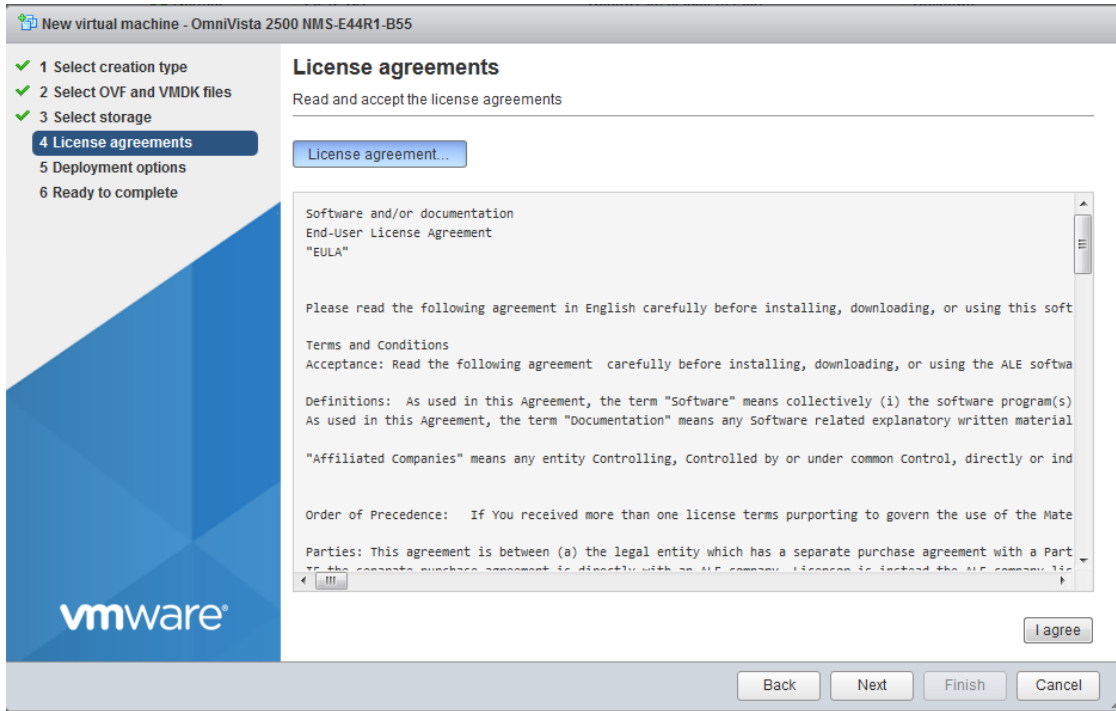 New virtual machine - OmniVista 2500 NMS-E44R1-B55
1 Select creation type
2 Select OVF and VMDK files
3 Select storage
4 License agreements
5 Deployment options
6 Ready to complete
License agreements
Read and accept the license agreements
License agreement...
Software and/or documentation
End-User License Agreement
"EULA"
Please read the following agreement in English carefully before installing, downloading, or using this soft
Terms and Conditions
Acceptance: Read the following agreement  carefully before installing, downloading, or using the ALE softwa
Definitions:  As used in this Agreement, the term "Software" means collectively (i) the software program(s)
As used in this Agreement, the term "Documentation" means any Software related explanatory written material
"Affiliated Companies" means any entity Controlling, Controlled by or under common Control, directly or ind
Order of Precedence:   If You received more than one license terms purporting to govern the use of the Mate
Parties: This agreement is between (a) the legal entity which has a separate purchase agreement with a Part
vmware®
I agree
Back
Next
Finish
Cancel